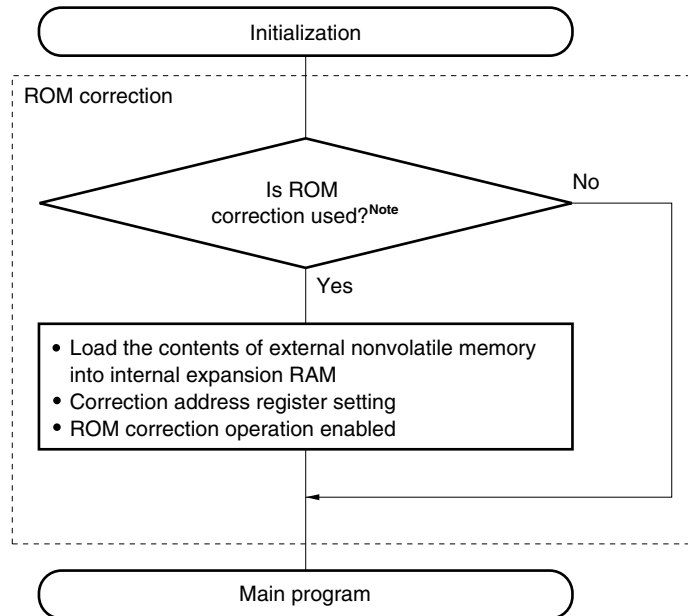 Initialization
ROM correction
Is ROM
correction used?Note
No
Yes
• Load the contents of external nonvolatile memory
into internal expansion RAM
• Correction address register setting
• ROM correction operation enabled
Main program